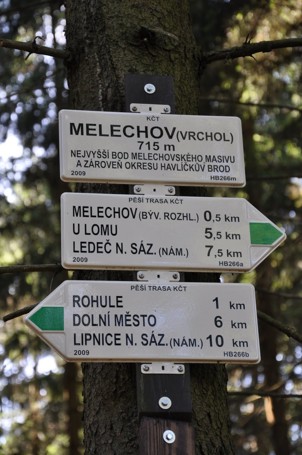 KČT
MELECHOV (VRCHOL)
715 m
NEJVYŠŠÍ BOD MELECHOVSKÉHO MASIVU
A ZÁROVEŇ OKRESU HAVLÍČKŮV BROD
2009 HB266m
PĚŠÍ TRASA KČT
MELECHOV (BÝV. ROZHL.) 0,5 km
U LOMU 5,5 km
LEDEČ N. SÁZ. (NÁM.) 7,5 km
2009 HB266a
PĚŠÍ TRASA KČT
ROHULE 1 km
DOLNÍ MĚSTO 6 km
LIPNICE N. SÁZ. (NÁM.) 10 km
2009 HB266b